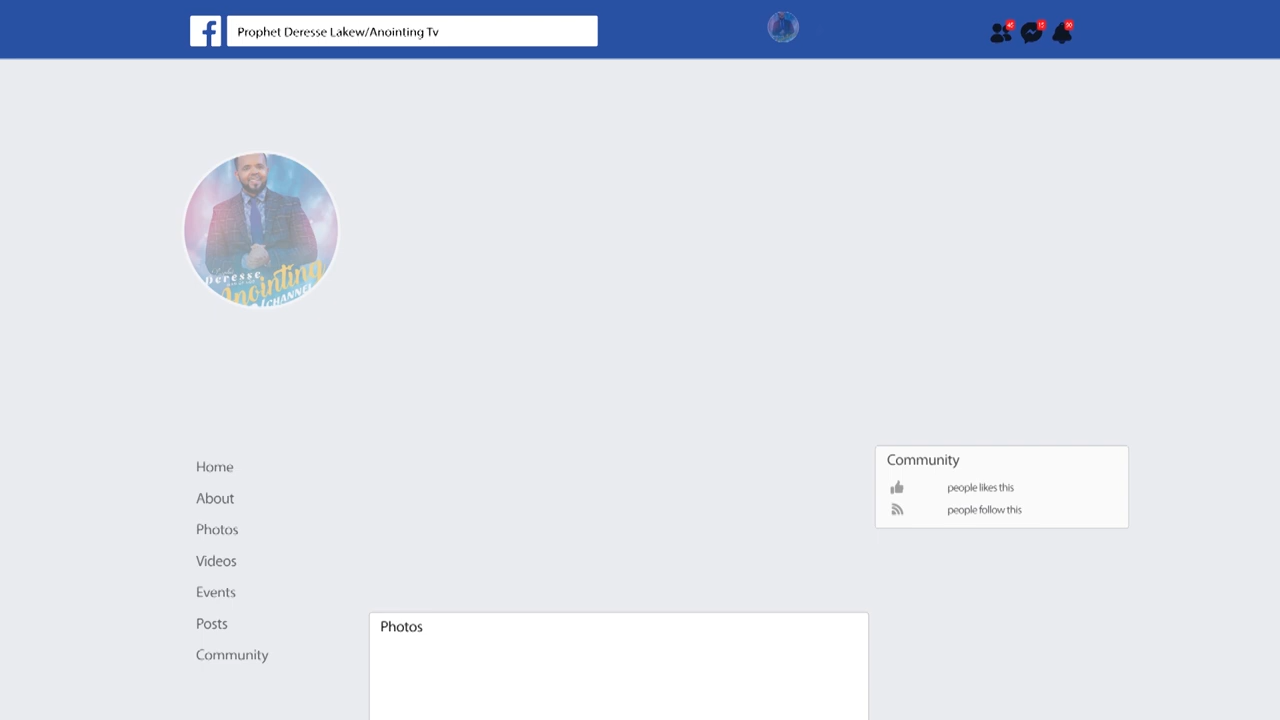 Prophet Deresse Lakew/Anointing Tv
Deresse
Anointing
CHANNEL
Home
About
Photos
Videos
Events
Posts
Community
Community
people likes this
people follow this
Photos